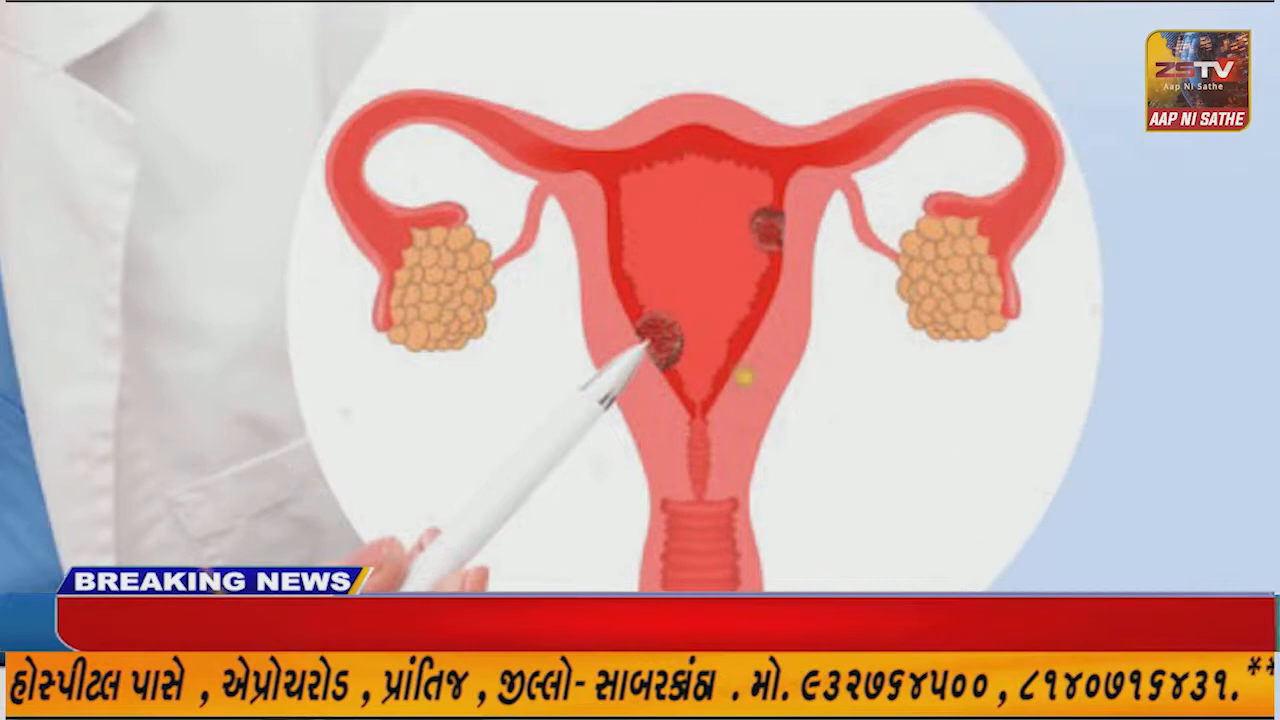 ZSTV
Aap Ni Sathe
AAP NI SATHE
BREAKING NEWS
હોસ્પીટલ પાસે , એપ્રોચરોડ , પ્રાંતિજ , જીલ્લો- સાબરકાંઠા . મો. ૯૩૨૭૬૪૫૦૦ , ૮૧૪૦૭૧૬૪૩૧. **